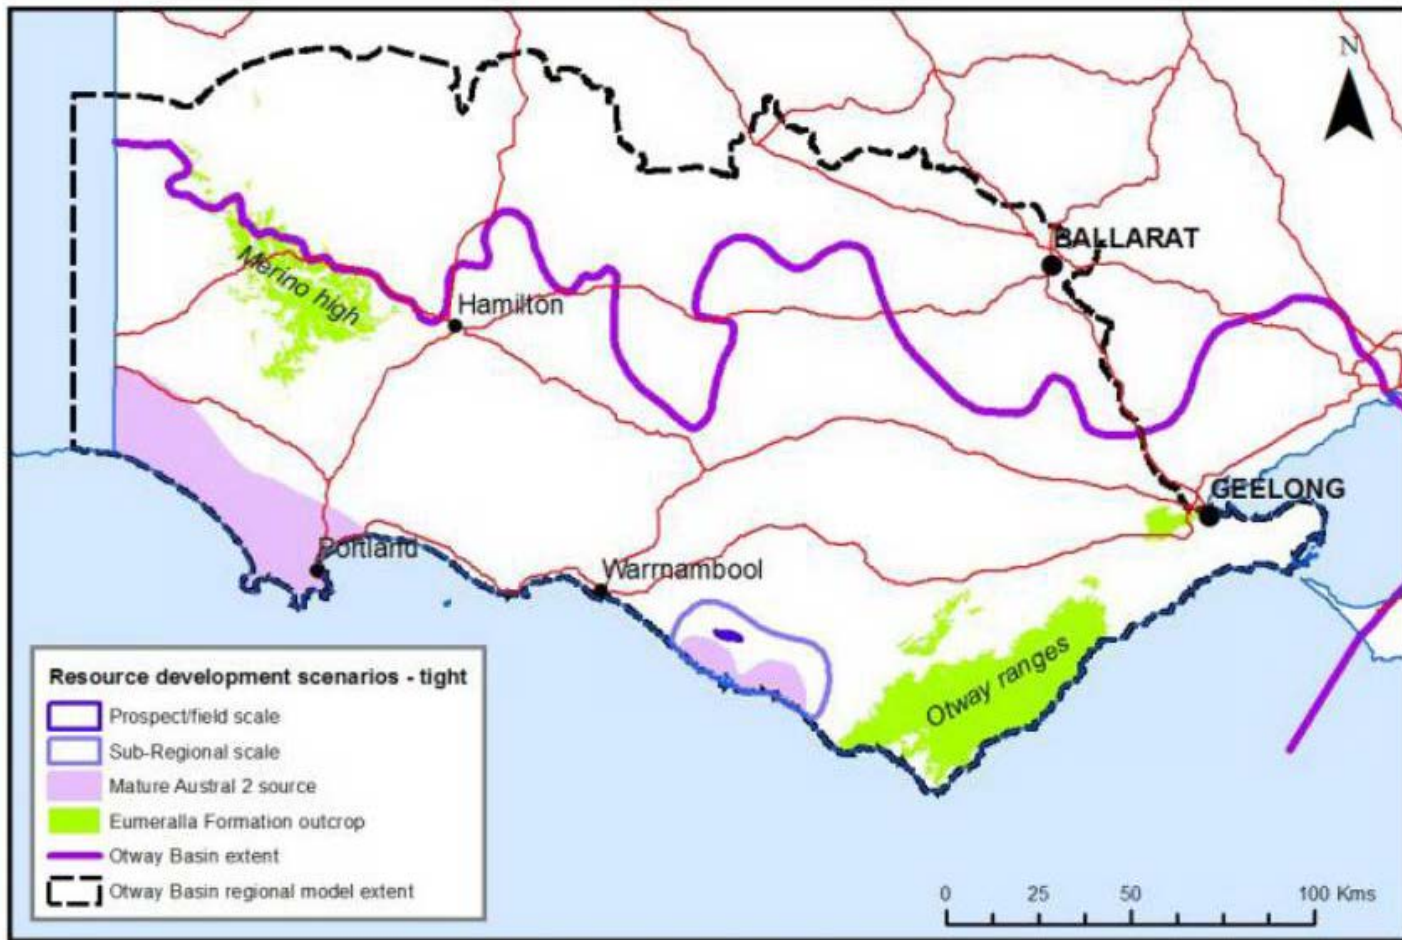 N
BALLARAT
Merino high
Hamilton
GEELONG
Portland
Warrnambool
Otway ranges
Resource development scenarios - tight
Prospect/field scale
Sub-Regional scale
Mature Austral 2 source
Eumeralla Formation outcrop
Otway Basin extent
Otway Basin regional model extent
0 25 50 100 Kms